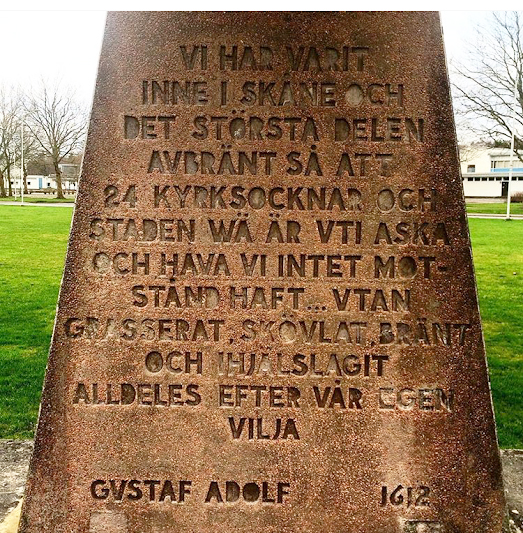 VI HAR VARIT
INNE I SKÅNE OCH
DET STÖRSTA DELEN
AVBRÄNT SÅ ATT
24 KYRKSOCKNAR OCH
STADEN WÄ ÄR VTI ASKA
OCH HAVA VI INTET MOT-
STÅND HAFT... VTAN
GRASSERAT, SKÖVLAT, BRÄNT
OCH IHJÄLSLAGIT
ALLDELES EFTER VÅR EGEN
VILJA
GVSTAF ADOLF 1612